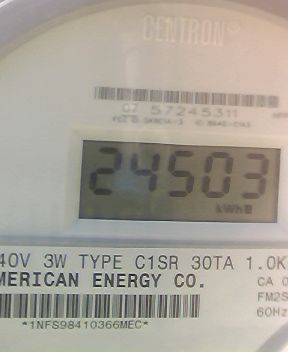 CENTRON®
07 57245311
24503
kWh
40V 3W TYPE C1SR 30TA 1.0K
MERICAN ENERGY CO.
CA 0
FM2S
60Hz
*1NFS98410366MEC*